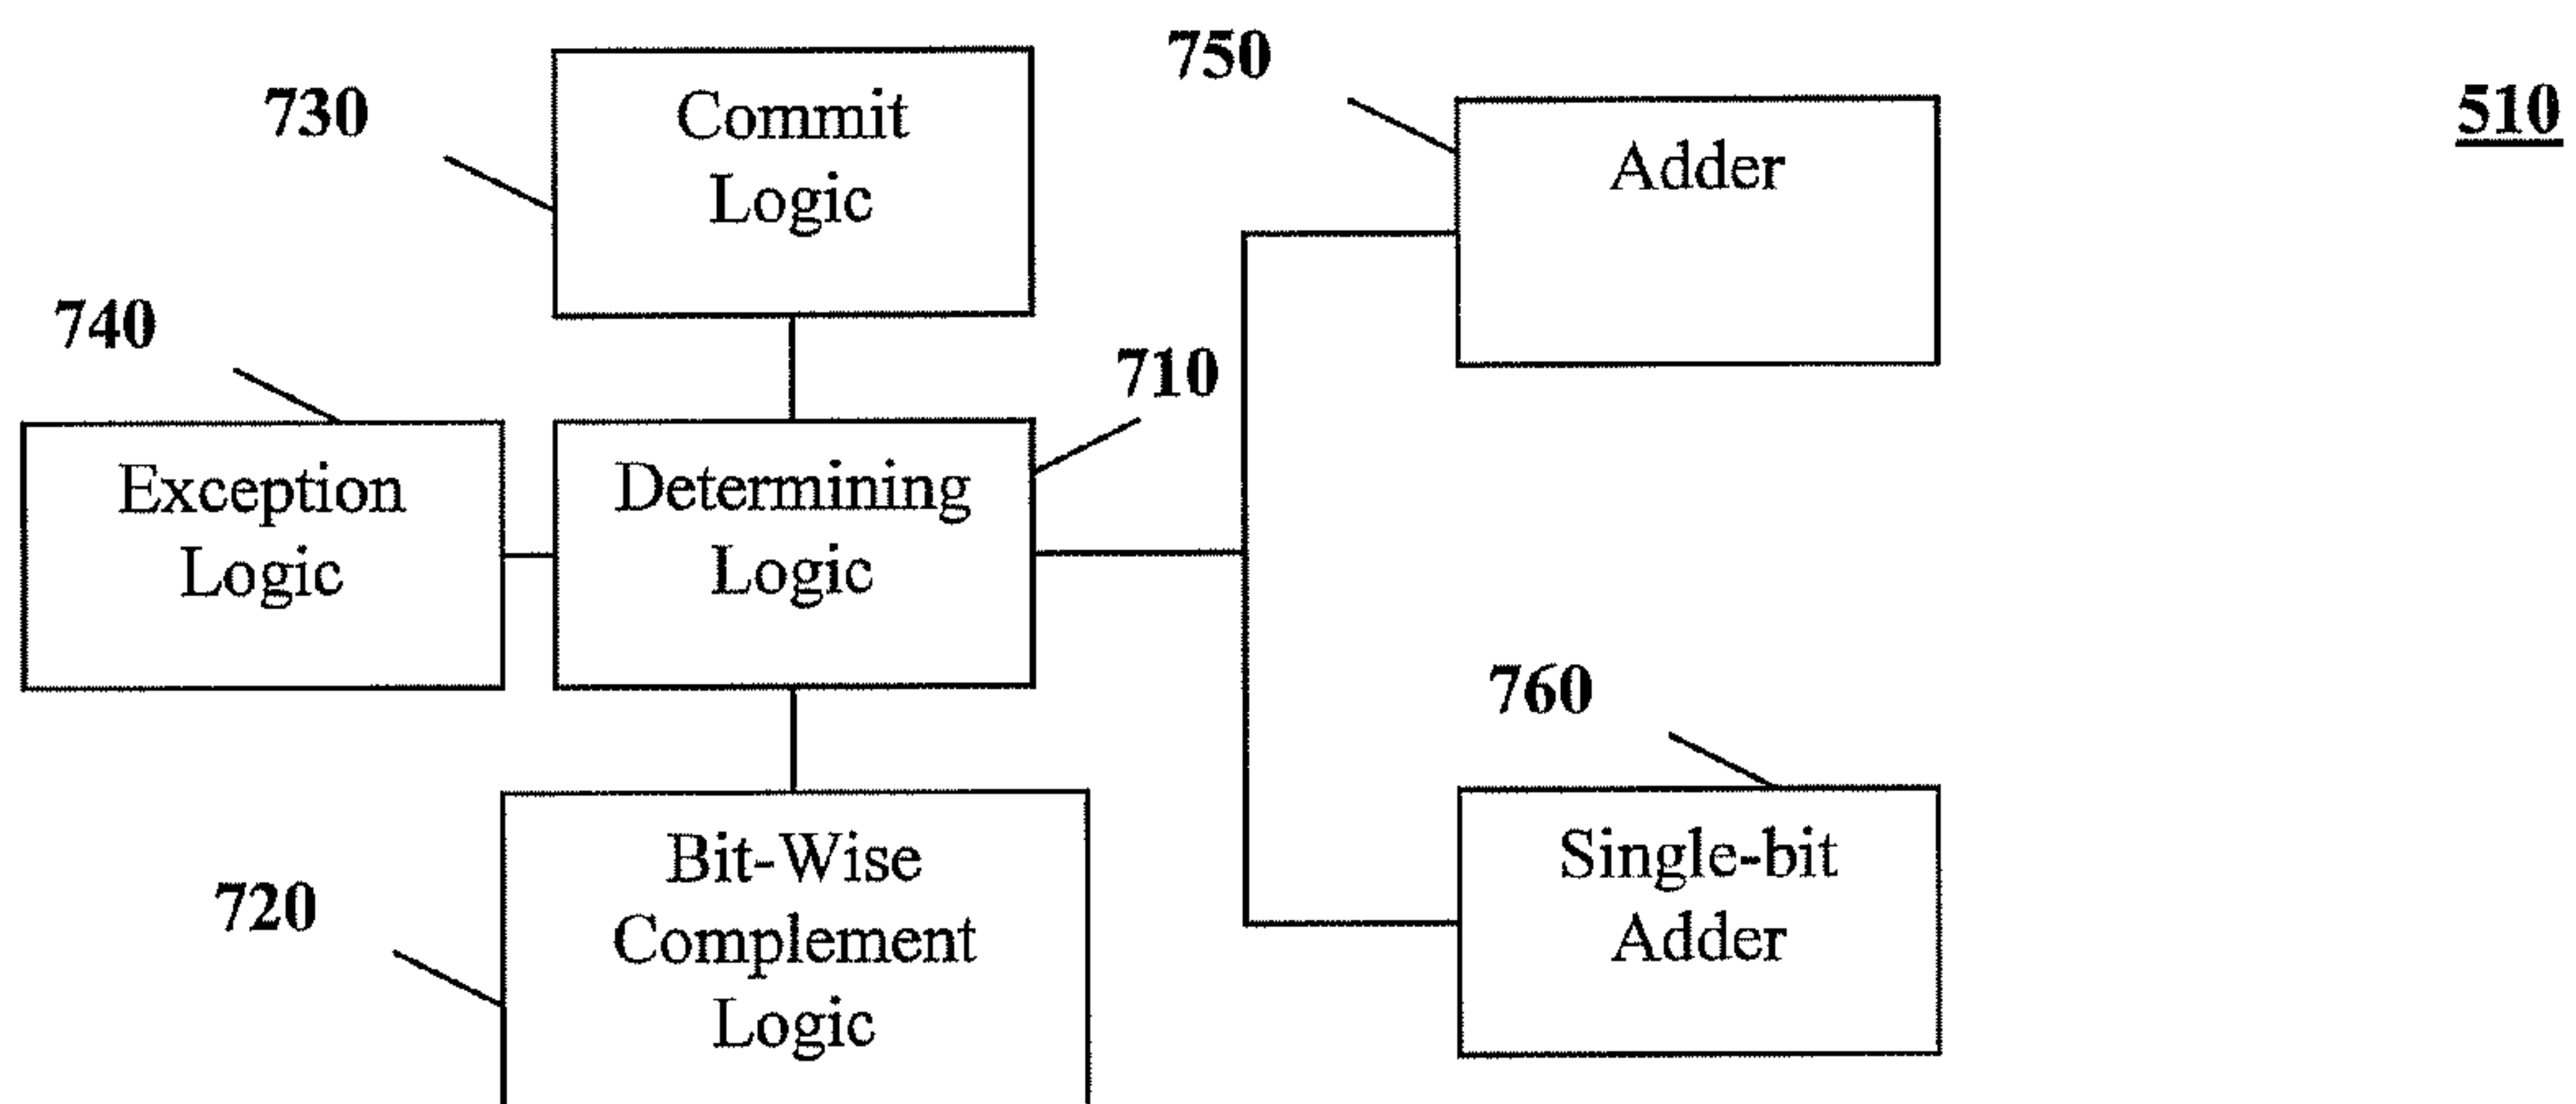 730
Commit
Logic
750
Adder
510
740
Exception
Logic
710
Determining
Logic
760
Single-bit
Adder
720
Bit-Wise
Complement
Logic